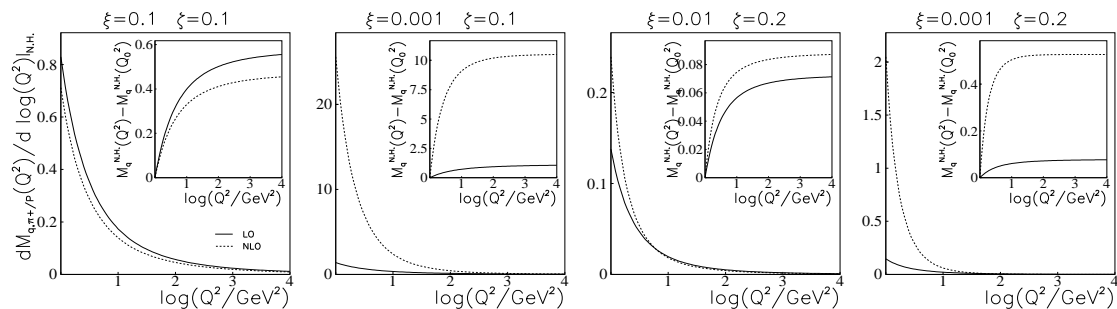 ξ=0.1 ζ=0.1
ξ=0.001 ζ=0.1
ξ=0.01 ζ=0.2
ξ=0.001 ζ=0.2
dM_{q,π+/P}(Q²)/d log(Q²)|_{N.H.}
0.8
0.6
0.4
0.2
0
1 2 3 4
log(Q²/GeV²)
LO
NLO
M_q^{N.H.}(Q²)−M_q^{N.H.}(Q_0²)
0.6
0.4
0.2
0.0
1 2 3 4
log(Q²/GeV²)
20
10
0
1 2 3 4
log(Q²/GeV²)
M_q^{N.H.}(Q²)−M_q^{N.H.}(Q_0²)
10.0
7.5
5.0
2.5
0.0
1 2 3 4
log(Q²/GeV²)
0.2
0.1
0
1 2 3 4
log(Q²/GeV²)
M_q^{N.H.}(Q²)−M_q^{N.H.}(Q_0²)
0.08
0.06
0.04
0.02
0.00
1 2 3 4
log(Q²/GeV²)
2
1.5
1
0.5
0
1 2 3 4
log(Q²/GeV²)
M_q^{N.H.}(Q²)−M_q^{N.H.}(Q_0²)
0.4
0.2
0.0
1 2 3 4
log(Q²/GeV²)